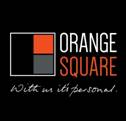 ORANGE
SQUARE
With us it's personal.